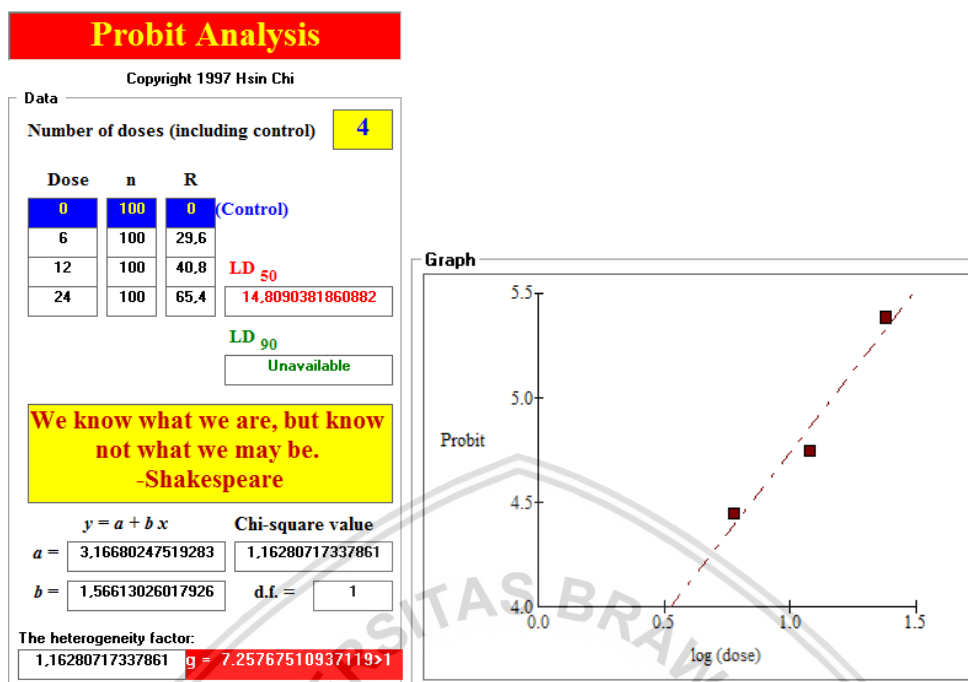 Probit Analysis
Copyright 1997 Hsin Chi
Data
Number of doses (including control) 4
Dose n R
0 100 0 (Control)
6 100 29,6
12 100 40,8
24 100 65,4
LD 50
14,8090381860882
LD 90
Unavailable
We know what we are, but know
not what we may be.
-Shakespeare
y = a + b x Chi-square value
a = 3,16680247519283 1,16280717337861
b = 1,56613026017926 d.f. = 1
The heterogeneity factor:
1,16280717337861 g = 7.25767510937119>1
Graph
5.5
5.0
Probit
4.5
4.0
0.0 0.5 1.0 1.5
log (dose)
ERSITAS BRAW